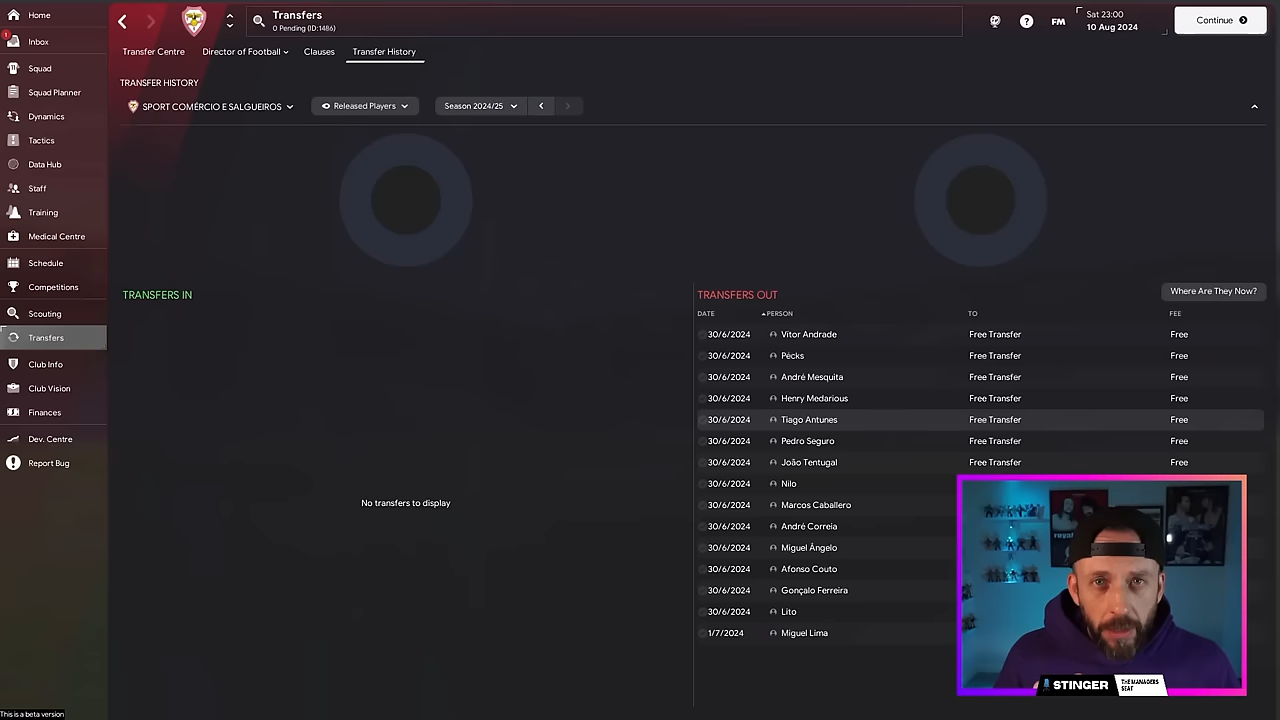 Home
Transfers
0 Pending (ID:1486)
FM
Sat 23:00
10 Aug 2024
Continue
1
Inbox
Transfer Centre
Director of Football
Clauses
Transfer History
Squad
Squad Planner
TRANSFER HISTORY
Dynamics
SPORT COMÉRCIO E SALGUEIROS
Released Players
Season 2024/25
Tactics
Data Hub
Staff
Training
Medical Centre
Schedule
Competitions
Scouting
Transfers
Club Info
Club Vision
Finances
Dev. Centre
Report Bug
TRANSFERS IN
No transfers to display
TRANSFERS OUT
Where Are They Now?
DATE PERSON TO FEE
30/6/2024 Vítor Andrade Free Transfer Free
30/6/2024 Pécks Free Transfer Free
30/6/2024 André Mesquita Free Transfer Free
30/6/2024 Henry Medarious Free Transfer Free
30/6/2024 Tiago Antunes Free Transfer Free
30/6/2024 Pedro Seguro Free Transfer Free
30/6/2024 João Tentugal Free Transfer Free
30/6/2024 Nilo
30/6/2024 Marcos Caballero
30/6/2024 André Correia
30/6/2024 Miguel Ângelo
30/6/2024 Afonso Couto
30/6/2024 Gonçalo Ferreira
30/6/2024 Lito
1/7/2024 Miguel Lima
royal
STINGER
THE MANAGERS
SEAT
This is a beta version